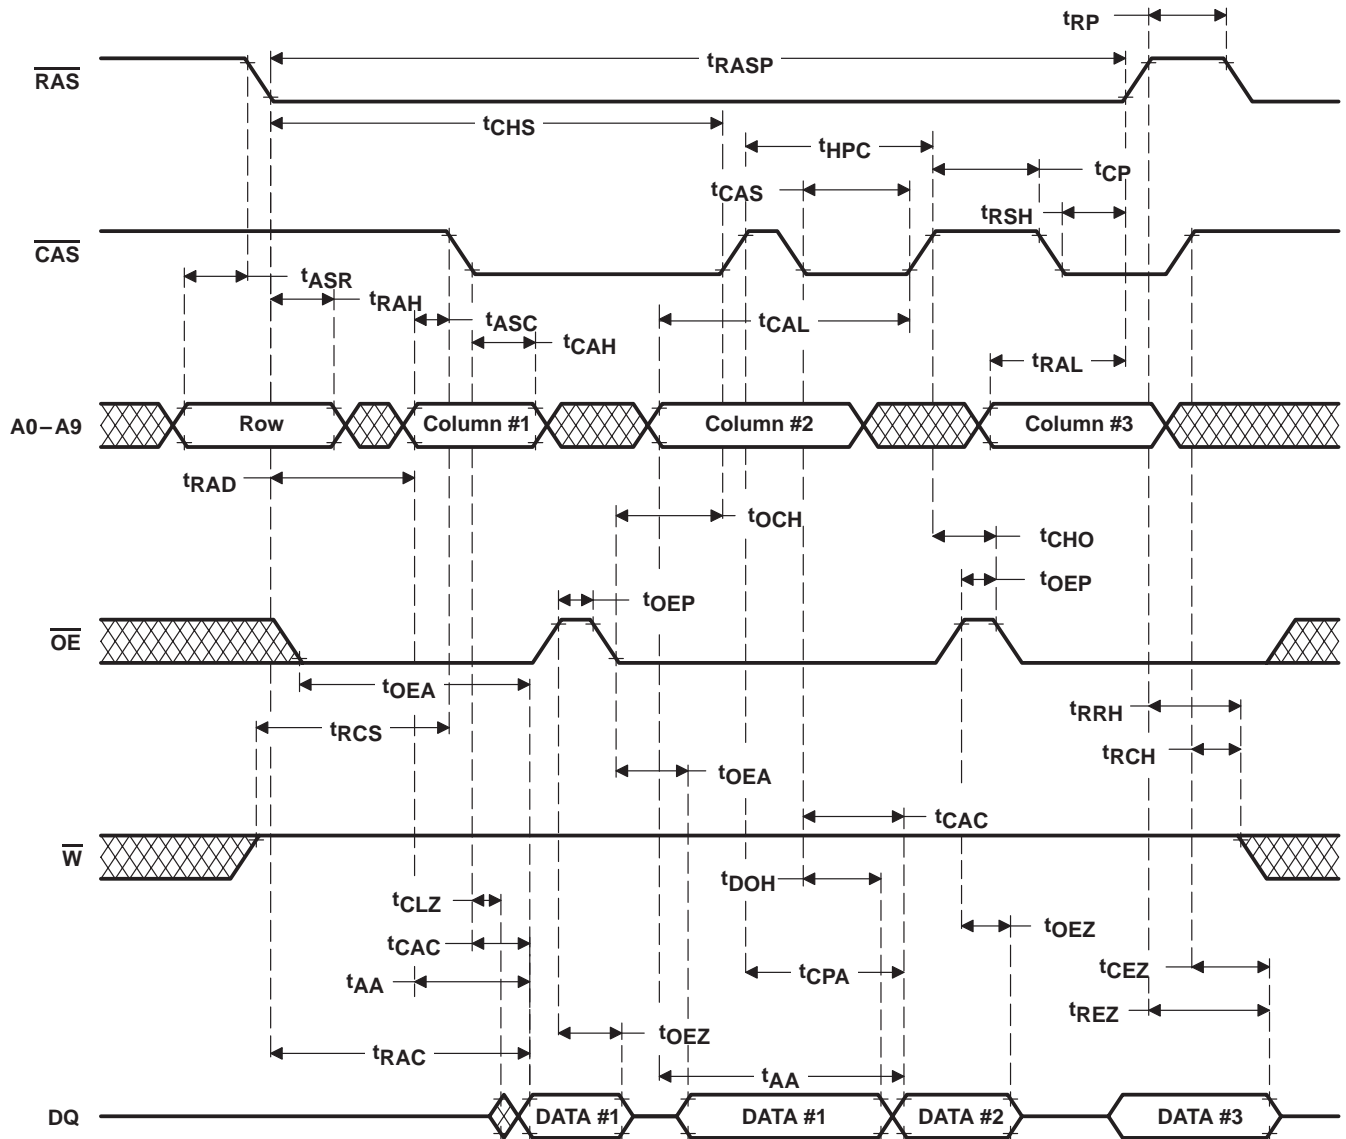 tRP
RAS
tRASP
tCHS
tHPC
tCP
tCAS
tRSH
CAS
tASR
tRAH
tASC
tCAL
tCAH
tRAL
A0–A9 Row Column #1 Column #2 Column #3
tRAD
tOCH
tCHO
tOEP
tOEP
OE
tOEA
tRRH
tRCS
tRCH
tOEA
tCAC
W
tDOH
tCLZ
tOEZ
tCAC
tCPA
tCEZ
tAA
tREZ
tOEZ
tRAC
tAA
DQ DATA #1 DATA #1 DATA #2 DATA #3